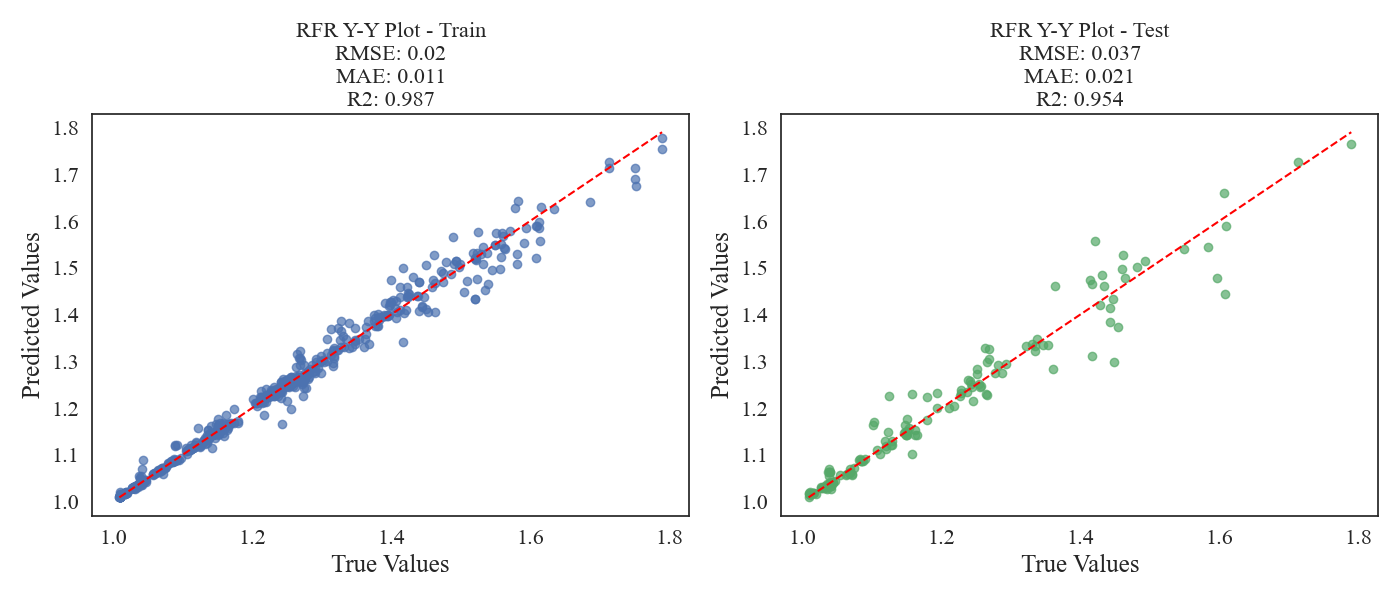 RFR Y-Y Plot - Train
RMSE: 0.02
MAE: 0.011
R2: 0.987
1.8
1.7
1.6
1.5
1.4
1.3
1.2
1.1
1.0
Predicted Values
1.0 1.2 1.4 1.6 1.8
True Values
RFR Y-Y Plot - Test
RMSE: 0.037
MAE: 0.021
R2: 0.954
1.8
1.7
1.6
1.5
1.4
1.3
1.2
1.1
1.0
Predicted Values
1.0 1.2 1.4 1.6 1.8
True Values